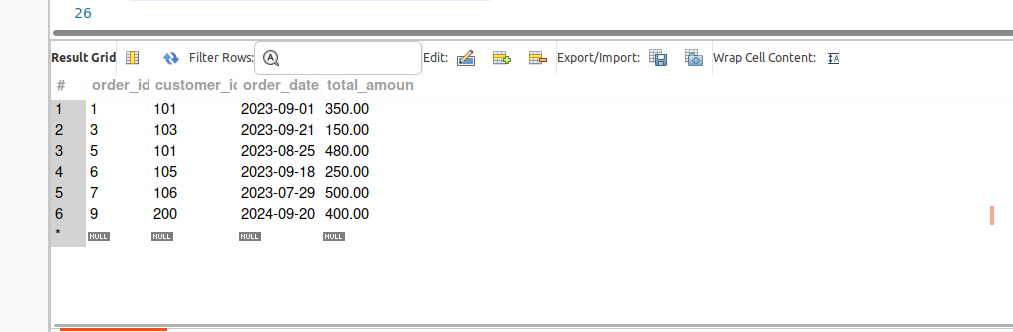 26
Result Grid Filter Rows: Edit: Export/Import: Wrap Cell Content: IA
# order_id customer_ic order_date total_amoun
1 1 101 2023-09-01 350.00
2 3 103 2023-09-21 150.00
3 5 101 2023-08-25 480.00
4 6 105 2023-09-18 250.00
5 7 106 2023-07-29 500.00
6 9 200 2024-09-20 400.00
* NULL NULL NULL NULL